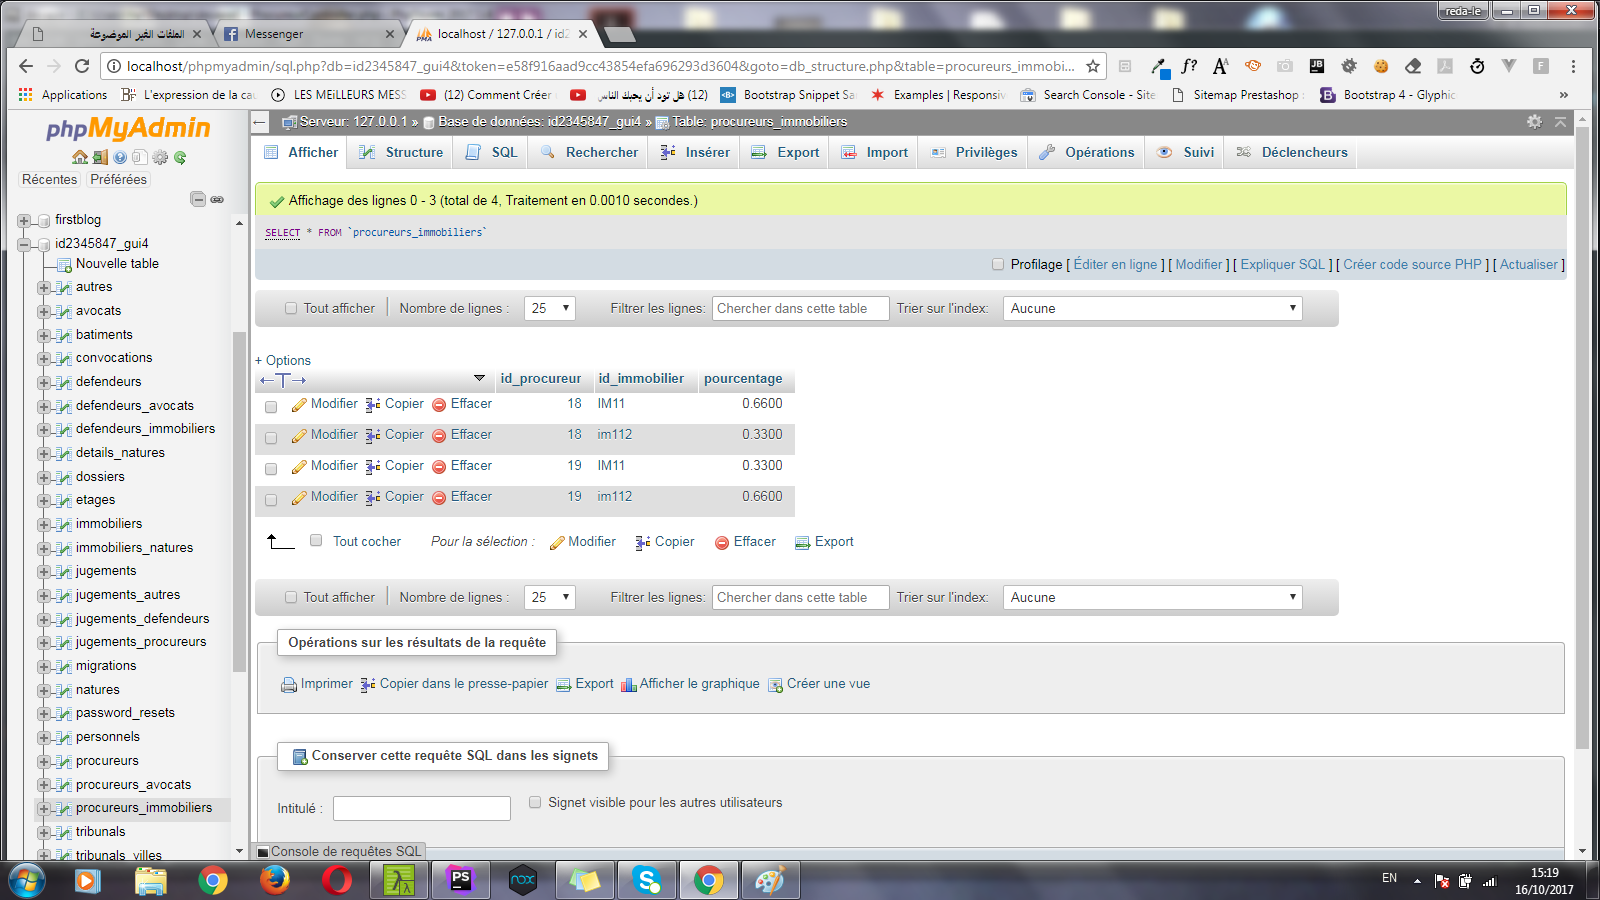 reda-le
الملفات الغير الموضوعة
Messenger
localhost / 127.0.0.1 / id2
localhost/phpmyadmin/sql.php?db=id2345847_gui4&token=e58f916aad9cc43854efa696293d3604&goto=db_structure.php&table=procureurs_immobi...
Applications
L'expression de la cau
LES MEiLLEURS MESS
(12) Comment Créer
(12) هل تود أن يحبك الناس
Bootstrap Snippet Sa
Examples | Responsiv
Search Console - Site
Sitemap Prestashop
Bootstrap 4 - Glyphic
»
phpMyAdmin
Récentes
Préférées
firstblog
id2345847_gui4
Nouvelle table
autres
avocats
batiments
convocations
defendeurs
defendeurs_avocats
defendeurs_immobiliers
details_natures
dossiers
etages
immobiliers
immobiliers_natures
jugements
jugements_autres
jugements_defendeurs
jugements_procureurs
migrations
natures
password_resets
personnels
procureurs
procureurs_avocats
procureurs_immobiliers
tribunals
tribunals_villes
Serveur: 127.0.0.1 » Base de données: id2345847_gui4 » Table: procureurs_immobiliers
Afficher
Structure
SQL
Rechercher
Insérer
Export
Import
Privilèges
Opérations
Suivi
Déclencheurs
Affichage des lignes 0 - 3 (total de 4, Traitement en 0.0010 secondes.)
SELECT * FROM `procureurs_immobiliers`
Profilage [ Éditer en ligne ] [ Modifier ] [ Expliquer SQL ] [ Créer code source PHP ] [ Actualiser ]
Tout afficher | Nombre de lignes : 25 Filtrer les lignes: Chercher dans cette table Trier sur l'index: Aucune
+ Options
id_procureur id_immobilier pourcentage
Modifier Copier Effacer 18 IM11 0.6600
Modifier Copier Effacer 18 im112 0.3300
Modifier Copier Effacer 19 IM11 0.3300
Modifier Copier Effacer 19 im112 0.6600
Tout cocher Pour la sélection : Modifier Copier Effacer Export
Tout afficher | Nombre de lignes : 25 Filtrer les lignes: Chercher dans cette table Trier sur l'index: Aucune
Opérations sur les résultats de la requête
Imprimer Copier dans le presse-papier Export Afficher le graphique Créer une vue
Conserver cette requête SQL dans les signets
Intitulé : Signet visible pour les autres utilisateurs
Console de requêtes SQL
EN
15:19
16/10/2017